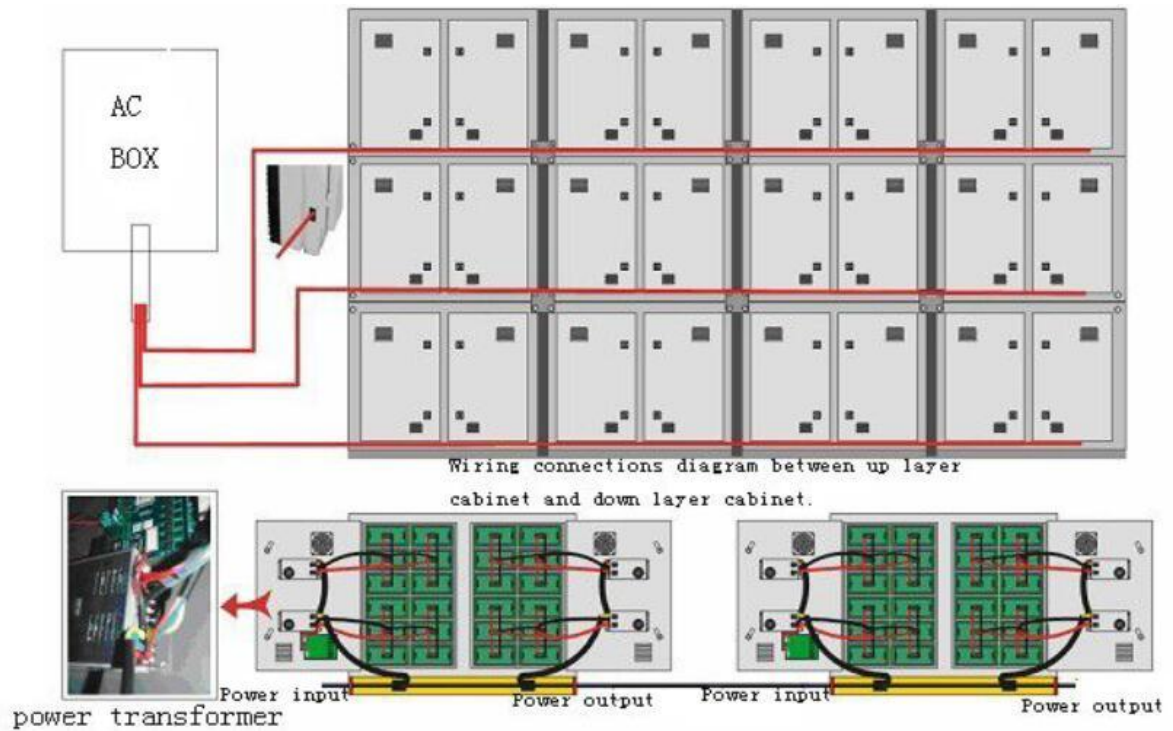 AC
BOX
Wiring connections diagram between up layer
cabinet and down layer cabinet.
Power input
Power output
Power input
Power output
power transformer